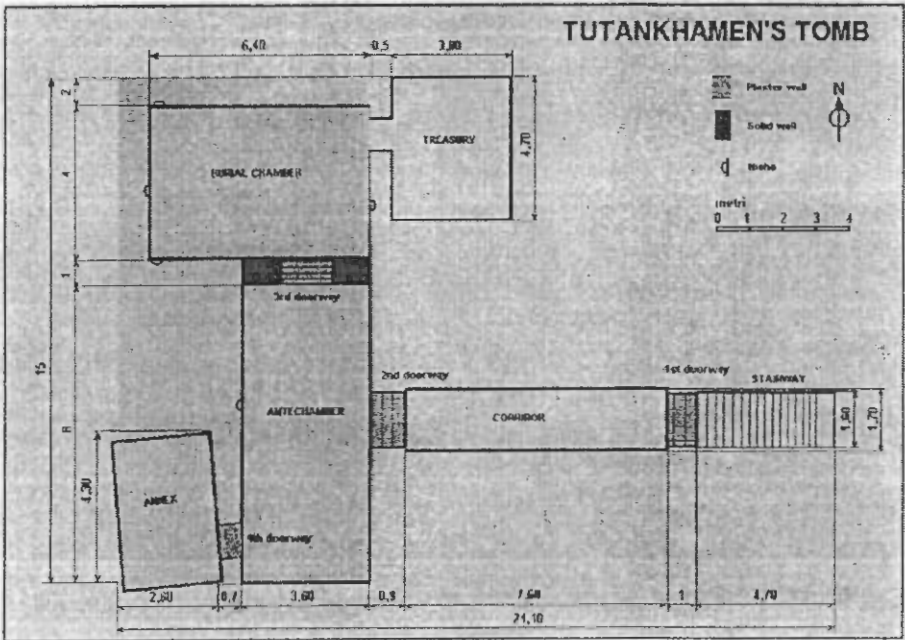 TUTANKHAMEN'S TOMB
6,40
0,5
3,80
Plaster wall
Solid wall
Niche
N
metri
0 1 2 3 4
2
4
1
8
15
4,30
TREASURY
4,70
BURIAL CHAMBER
3rd doorway
2nd doorway
1st doorway
STAIRWAY
ANTECHAMBER
CORRIDOR
1,60
1,70
ANNEX
4th doorway
2,60
0,7
3,60
0,9
7,60
1
4,70
21,10